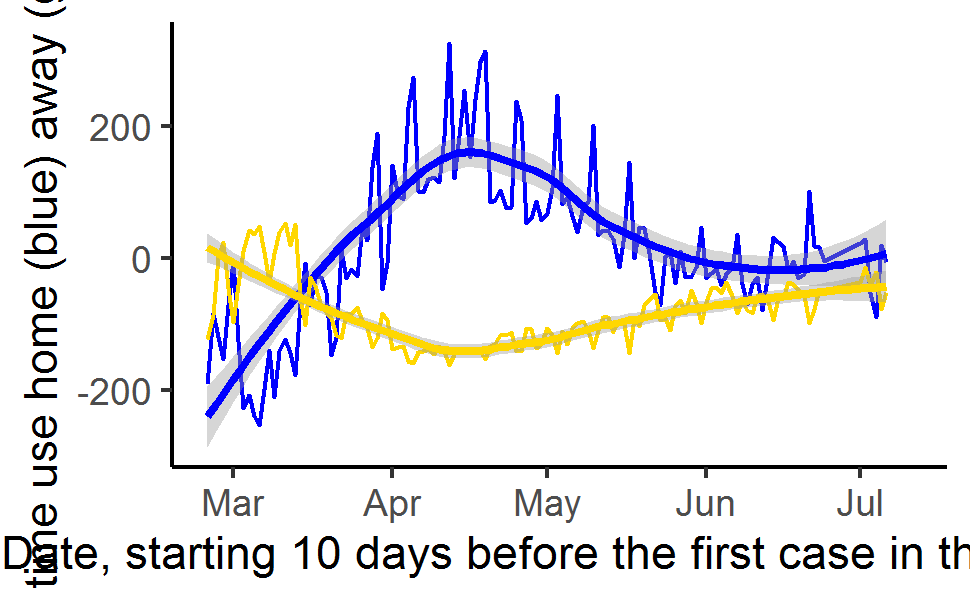 time use home (blue) away (
200
0
-200
Mar Apr May Jun Jul
Date, starting 10 days before the first case in th